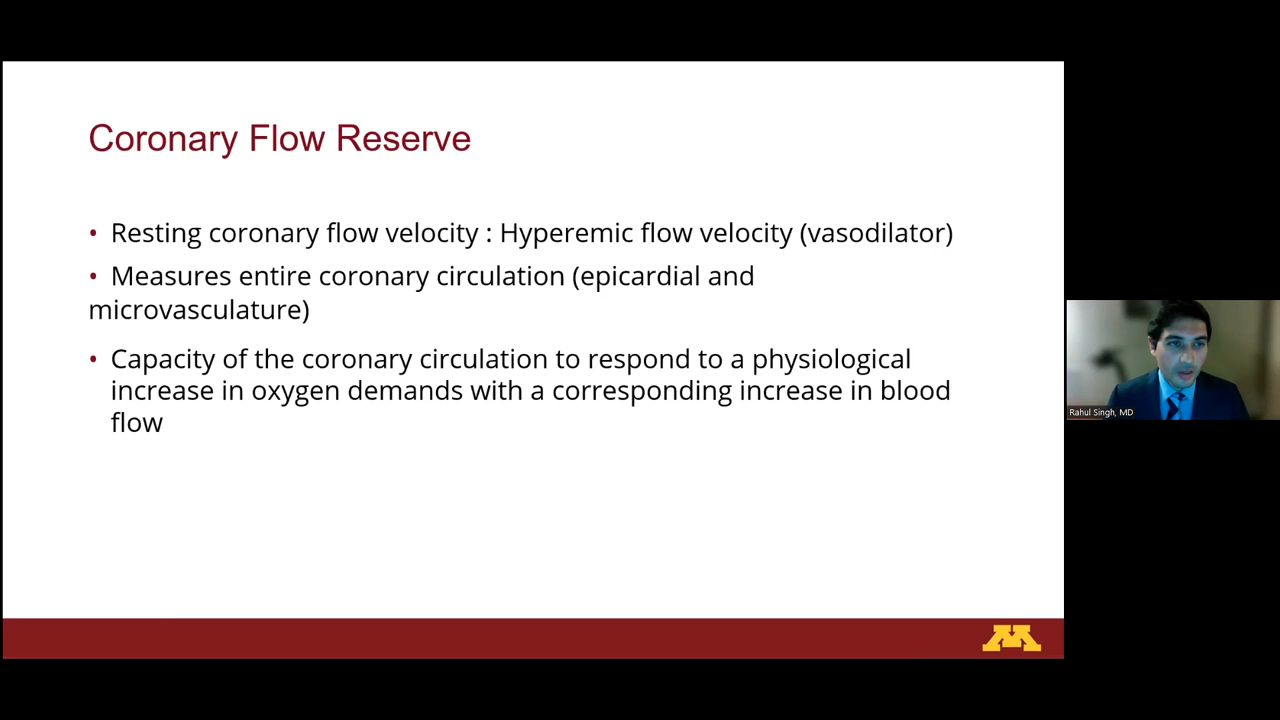 Coronary Flow Reserve
• Resting coronary flow velocity : Hyperemic flow velocity (vasodilator)
• Measures entire coronary circulation (epicardial and
microvasculature)
• Capacity of the coronary circulation to respond to a physiological
increase in oxygen demands with a corresponding increase in blood
flow
Rahul Singh, MD
M